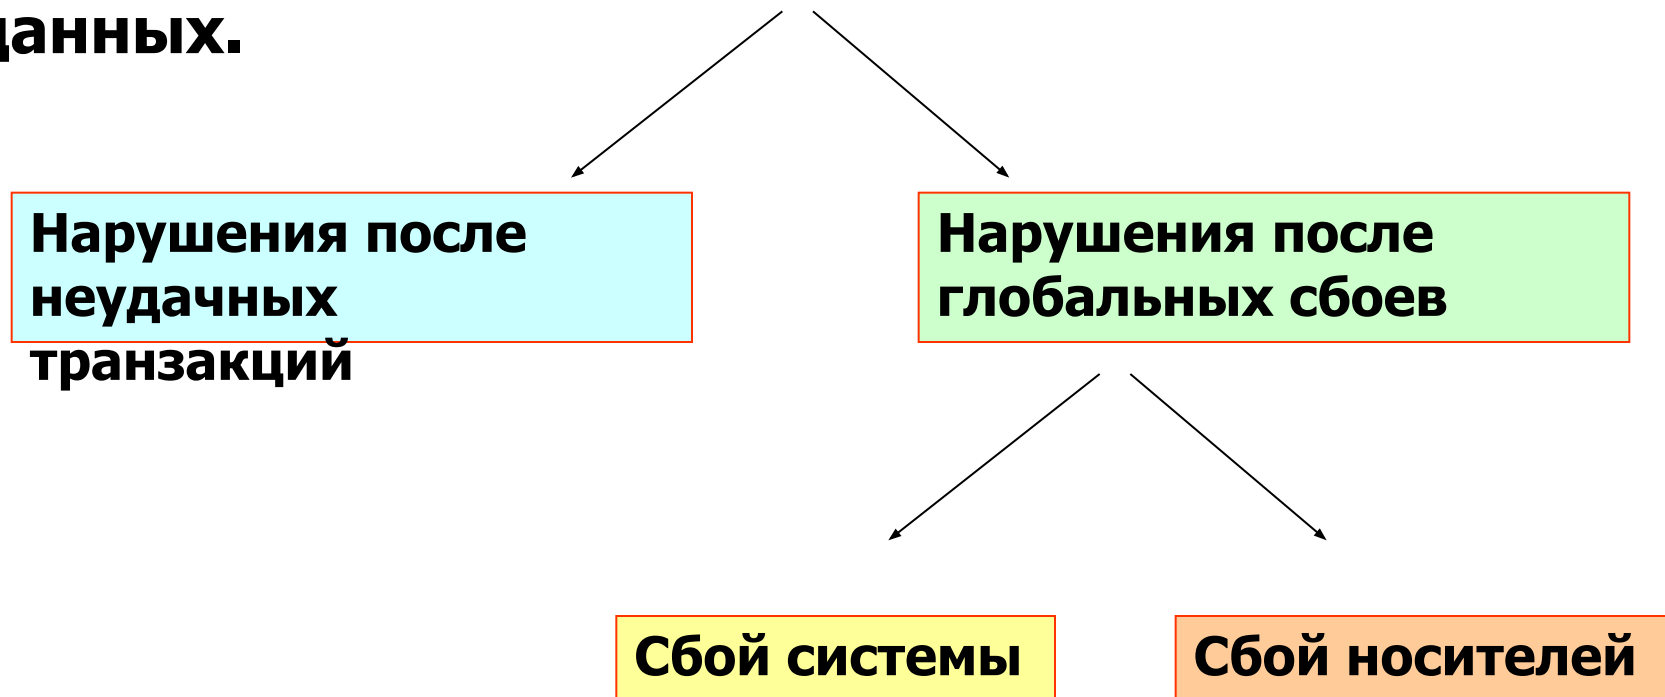 данных.
Нарушения после
неудачных
транзакций
Нарушения после
глобальных сбоев
Сбой системы
Сбой носителей